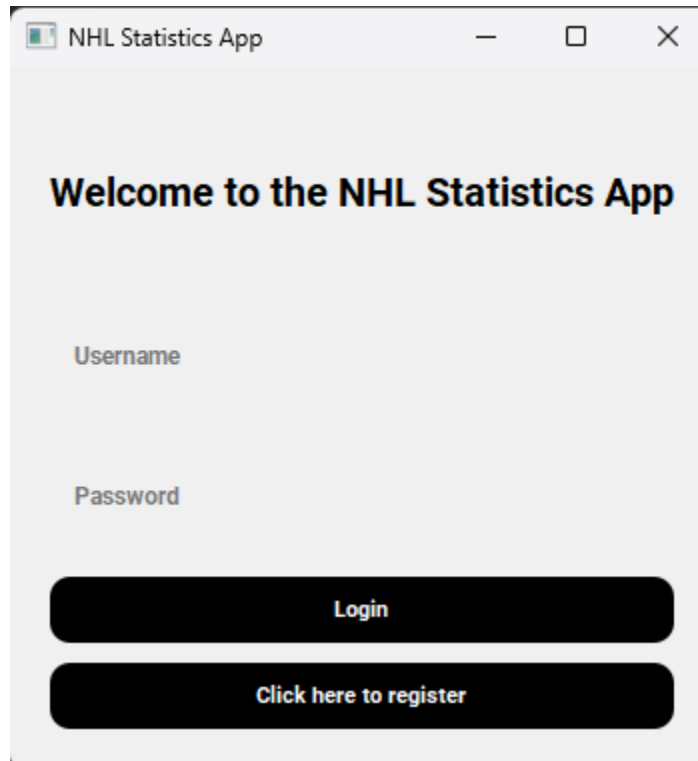 NHL Statistics App
Welcome to the NHL Statistics App
Username
Password
Login
Click here to register